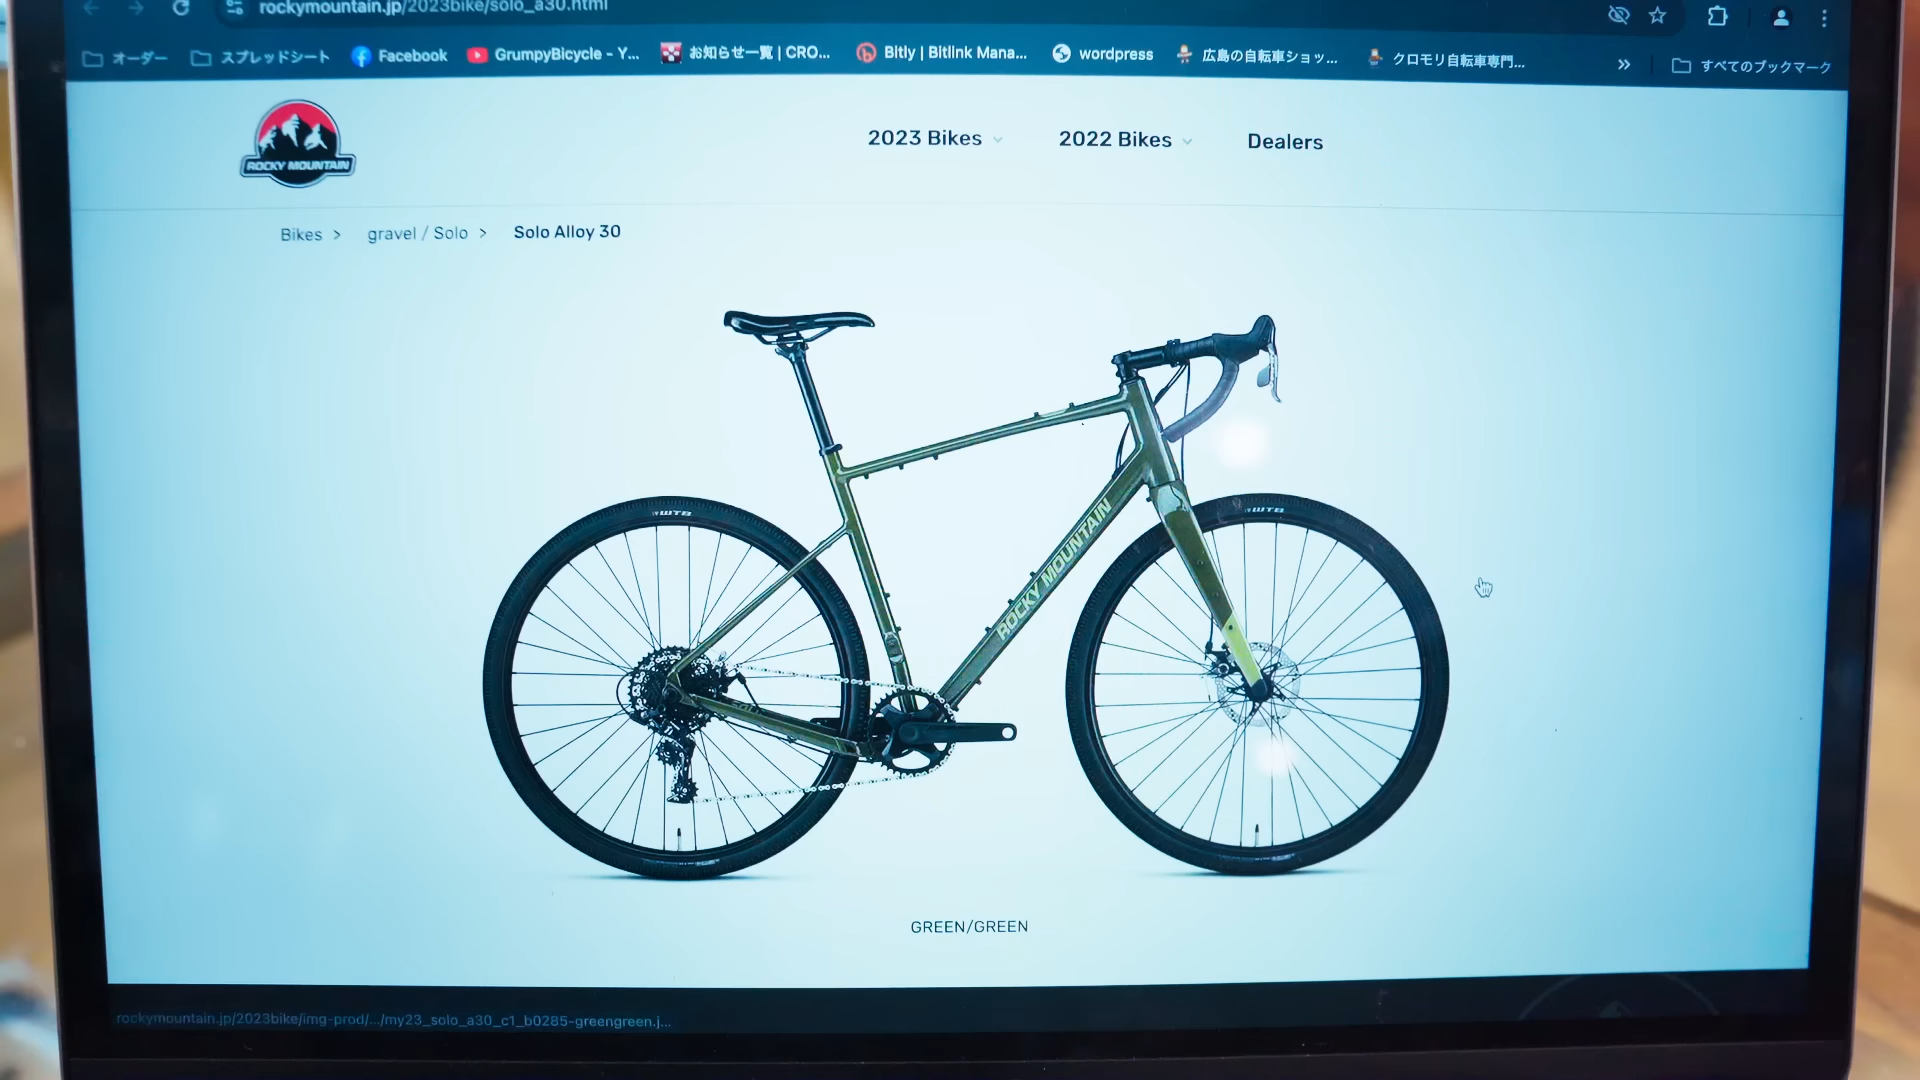 rockymountain.jp/2023bike/solo_a30.html
オーダー スプレッドシート Facebook GrumpyBicycle - Y... お知らせ一覧 | CRO... Bitly | Bitlink Mana... wordpress 広島の自転車ショッ... クロモリ自転車専門... » すべてのブックマーク
ROCKY MOUNTAIN
2023 Bikes 2022 Bikes Dealers
Bikes > gravel / Solo > Solo Alloy 30
WTB WTB
ROCKY MOUNTAIN
GREEN/GREEN
rockymountain.jp/2023bike/img-prod/.../my23_solo_a30_c1_b0285-greengreen.j...